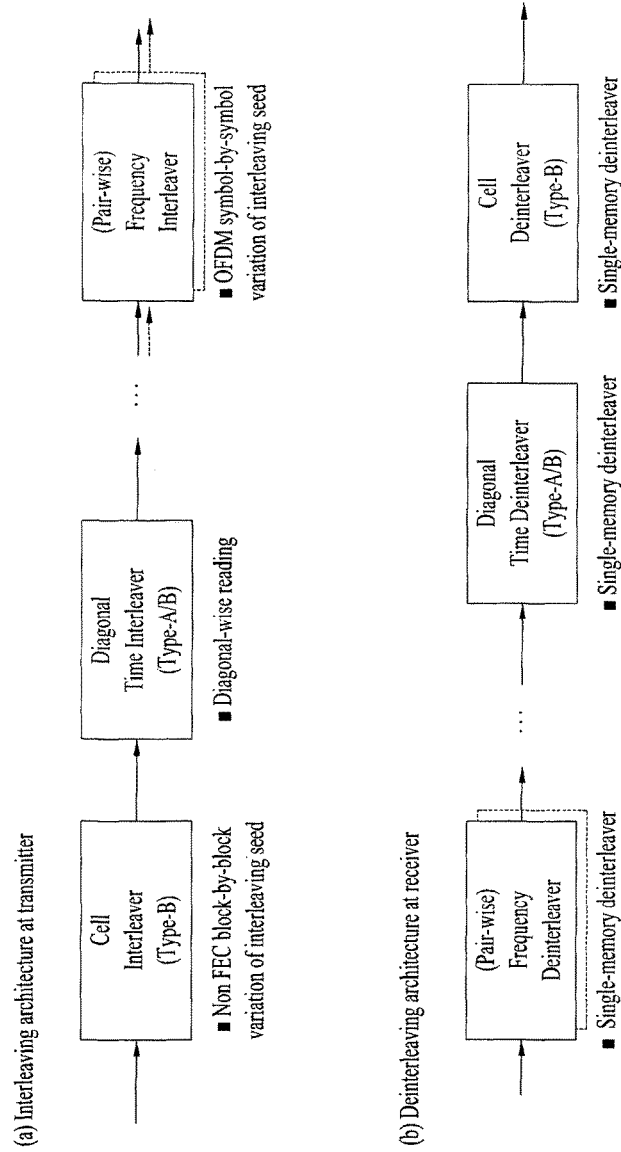 (a) Interleaving architecture at transmitter
Cell
Interleaver
(Type-B)
■ Non FEC block-by-block
variation of interleaving seed
Diagonal
Time Interleaver
(Type-A/B)
■ Diagonal-wise reading
...
(Pair-wise)
Frequency
Interleaver
■ OFDM symbol-by-symbol
variation of interleaving seed
(b) Deinterleaving architecture at receiver
(Pair-wise)
Frequency
Deinterleaver
■ Single-memory deinterleaver
...
Diagonal
Time Deinterleaver
(Type-A/B)
■ Single-memory deinterleaver
Cell
Deinterleaver
(Type-B)
■ Single-memory deinterleaver